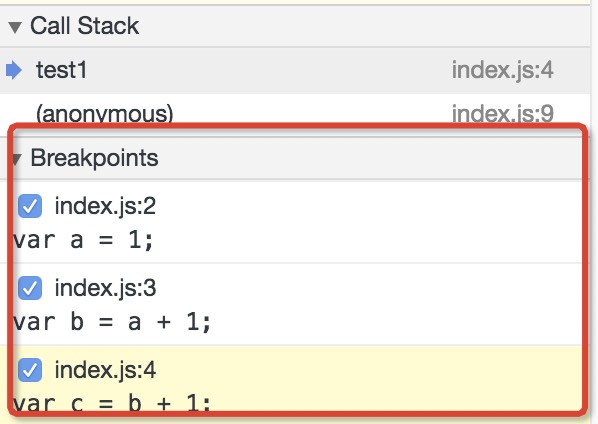 Call Stack
test1 index.js:4
(anonymous) index.js:9
Breakpoints
index.js:2
var a = 1;
index.js:3
var b = a + 1;
index.js:4
var c = b + 1;